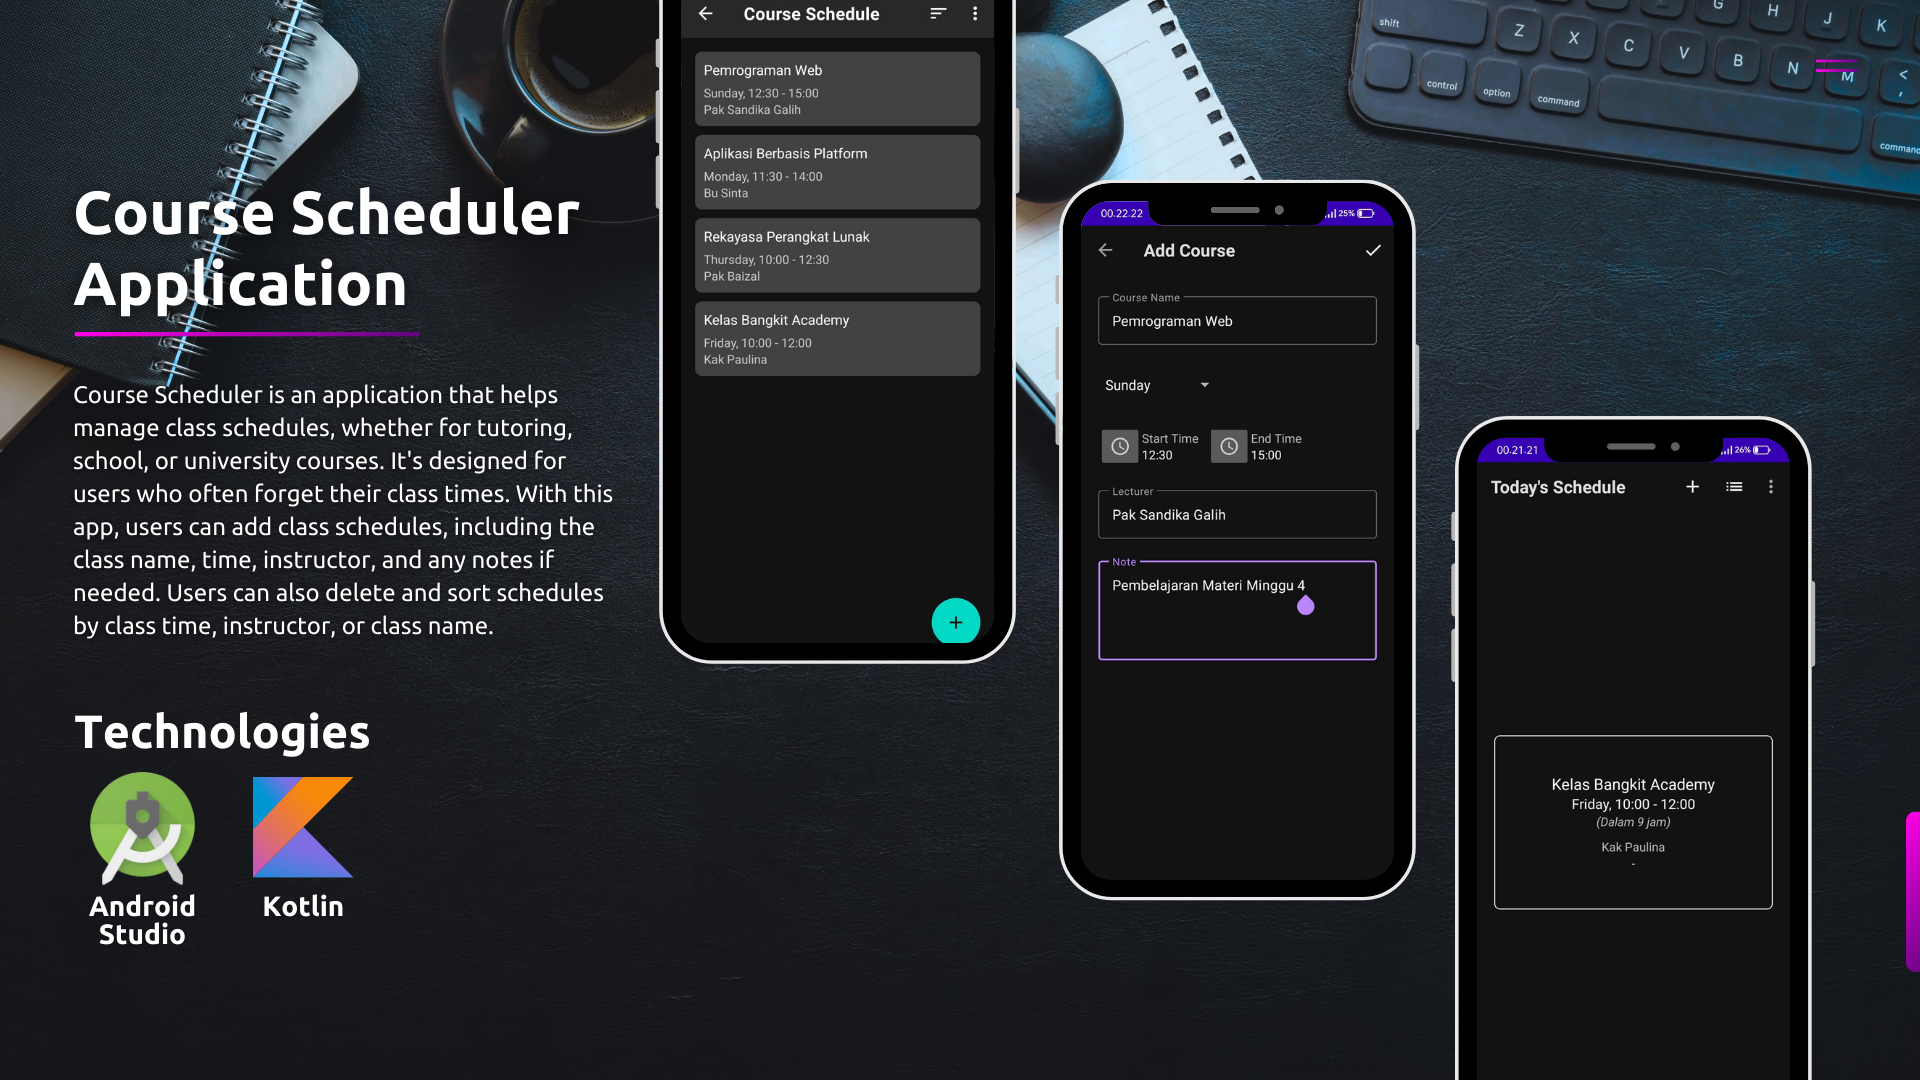 Course Scheduler
Application
Course Scheduler is an application that helps
manage class schedules, whether for tutoring,
school, or university courses. It's designed for
users who often forget their class times. With this
app, users can add class schedules, including the
class name, time, instructor, and any notes if
needed. Users can also delete and sort schedules
by class time, instructor, or class name.
Technologies
Android
Studio
Kotlin
Course Schedule
Pemrograman Web
Sunday, 12:30 - 15:00
Pak Sandika Galih
Aplikasi Berbasis Platform
Monday, 11:30 - 14:00
Bu Sinta
Rekayasa Perangkat Lunak
Thursday, 10:00 - 12:30
Pak Baizal
Kelas Bangkit Academy
Friday, 10:00 - 12:00
Kak Paulina
00.22.22
25%
Add Course
Course Name
Pemrograman Web
Sunday
Start Time
12:30
End Time
15:00
Lecturer
Pak Sandika Galih
Note
Pembelajaran Materi Minggu 4
00.21.21
26%
Today's Schedule
Kelas Bangkit Academy
Friday, 10:00 - 12:00
(Dalam 9 jam)
Kak Paulina
-
G H J K
shift Z X C V B N M < ,
control option command command